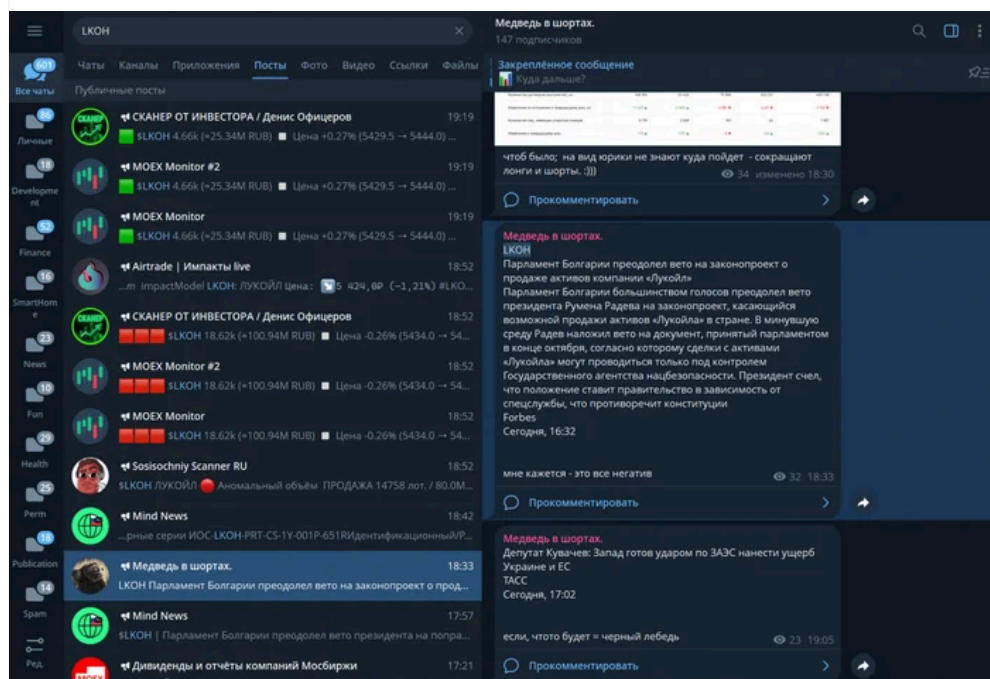 LKOH
601
Все чаты
86
Личные
18
Developme
nt
52
Finance
16
SmartHom
e
23
News
10
Fun
29
Health
25
Perm
18
Publication
14
Spam
Ред.
Чаты Каналы Приложения Посты Фото Видео Ссылки Файлы
Публичные посты
СКАНЕР
СКАНЕР ОТ ИНВЕСТОРА / Денис Офицеров 19:19
$LKOH 4.66k (≈25.34M RUB) Цена +0.27% (5429.5 → 5444.0) ...
MOEX Monitor #2 19:19
$LKOH 4.66k (≈25.34M RUB) Цена +0.27% (5429.5 → 5444.0) ...
MOEX Monitor 19:19
$LKOH 4.66k (≈25.34M RUB) Цена +0.27% (5429.5 → 5444.0) ...
Airtrade | Импакты live 18:52
...m impactModel LKOH: ЛУКОЙЛ Цена: 5 424,0₽ (−1,21%) #LKO...
СКАНЕР
СКАНЕР ОТ ИНВЕСТОРА / Денис Офицеров 18:52
$LKOH 18.62k (≈100.94M RUB) Цена -0.26% (5434.0 → 54...
MOEX Monitor #2 18:52
$LKOH 18.62k (≈100.94M RUB) Цена -0.26% (5434.0 → 54...
MOEX Monitor 18:52
$LKOH 18.62k (≈100.94M RUB) Цена -0.26% (5434.0 → 54...
Sosisochniy Scanner RU 18:52
$LKOH ЛУКОЙЛ Аномальный объём ПРОДАЖА 14758 лот. / 80.0M...
Mind News 18:42
...рные серии ИОС-LKOH-PRT-CS-1Y-001P-651RИдентификационный/Р...
Медведь в шортах. 18:33
LKOH Парламент Болгарии преодолел вето на законопроект о прод...
Mind News 17:57
$LKOH | Парламент Болгарии преодолел вето президента на попра...
MOEX
Дивиденды и отчёты компаний Мосбиржи 17:21
Медведь в шортах.
147 подписчиков
Закреплённое сообщение
Куда дальше?
чтоб было; на вид юрики не знают куда пойдет - сокращают
лонги и шорты. :)))
34 изменено 18:30
Прокомментировать
Медведь в шортах.
LKOH
Парламент Болгарии преодолел вето на законопроект о
продаже активов компании «Лукойл»
Парламент Болгарии большинством голосов преодолел вето
президента Румена Радева на законопроект, касающийся
возможной продажи активов «Лукойла» в стране. В минувшую
среду Радев наложил вето на документ, принятый парламентом
в конце октября, согласно которому сделки с активами
«Лукойла» могут проводиться только под контролем
Государственного агентства нацбезопасности. Президент счел,
что положение ставит правительство в зависимость от
спецслужбы, что противоречит конституции
Forbes
Сегодня, 16:32
мне кажется - это все негатив
32 18:33
Прокомментировать
Медведь в шортах.
Депутат Кувачев: Запад готов ударом по ЗАЭС нанести ущерб
Украине и ЕС
ТАСС
Сегодня, 17:02
если, чтото будет = черный лебедь
23 19:05
Прокомментировать